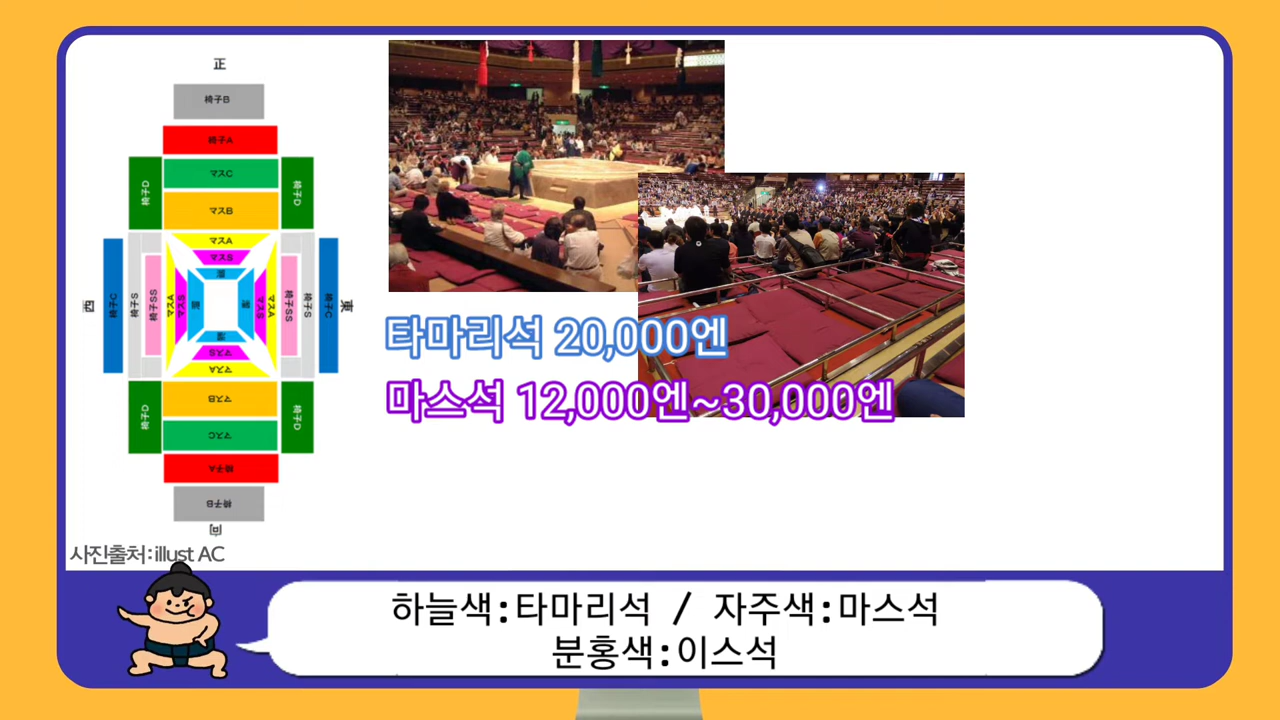 正
椅子B
椅子A
マスC
椅子D
椅子D
マスB
マスA
マスS
溜
西
椅子C
椅子S
椅子SS
マスA
マスS
溜
溜
マスS
マスA
椅子SS
椅子S
椅子C
東
溜
マスS
マスA
椅子D
マスB
椅子D
マスC
椅子A
椅子B
向
타마리석 20,000엔
마스석 12,000엔~30,000엔
사진출처:illust AC
하늘색:타마리석 / 자주색:마스석
분홍색:이스석